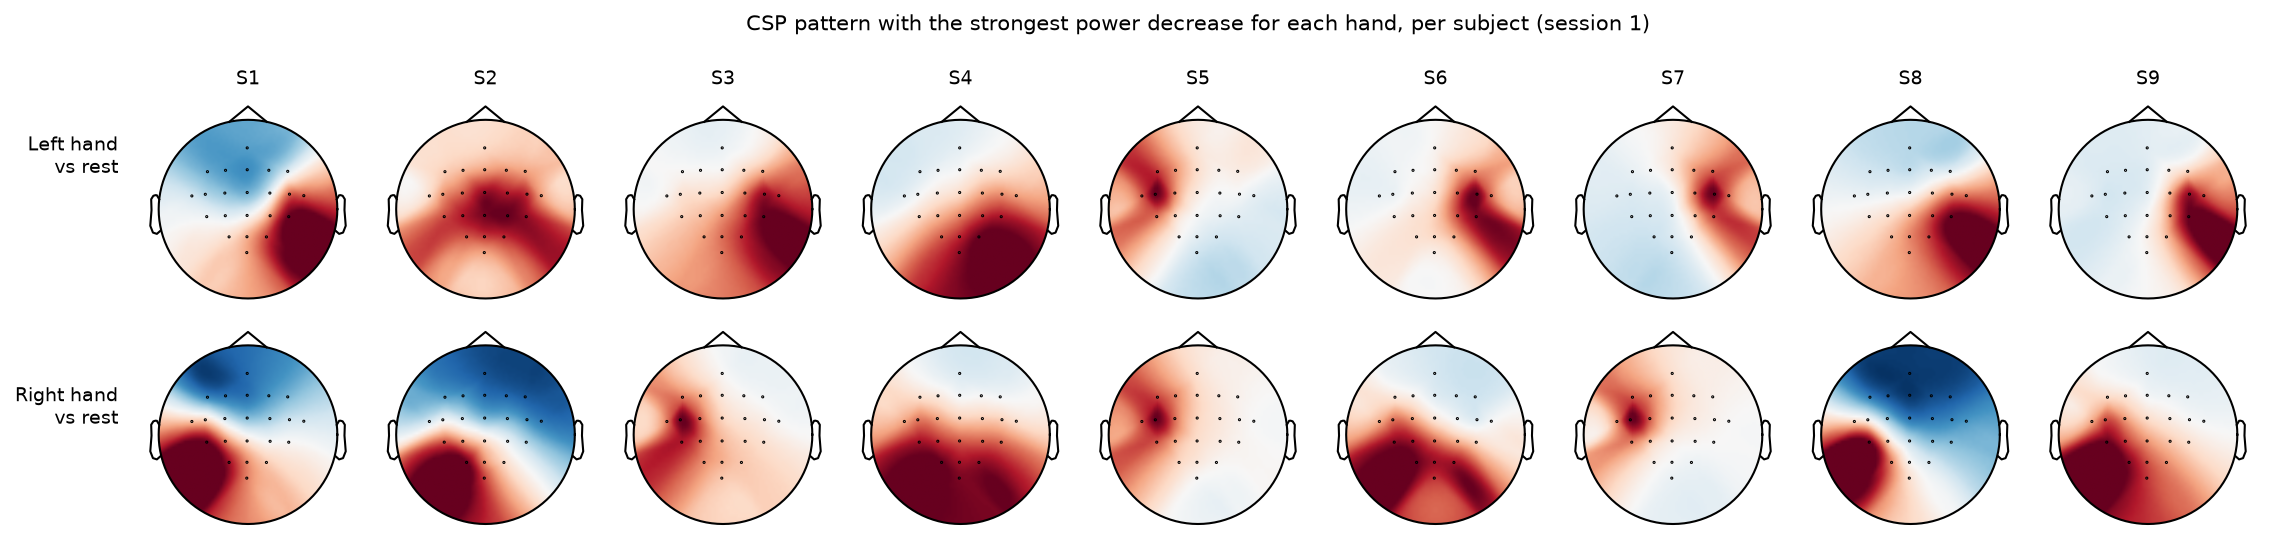 CSP pattern with the strongest power decrease for each hand, per subject (session 1)
S1 S2 S3 S4 S5 S6 S7 S8 S9
Left hand
vs rest
Right hand
vs rest